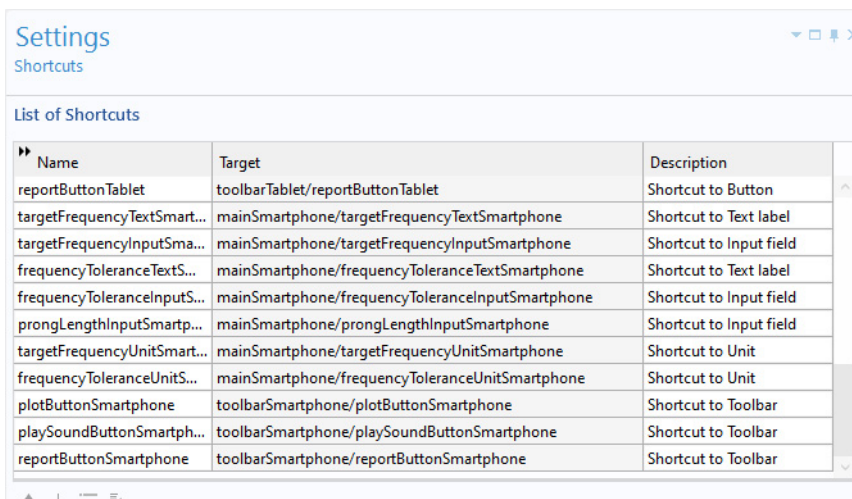 Settings
Shortcuts
List of Shortcuts
Name Target Description
reportButtonTablet toolbarTablet/reportButtonTablet Shortcut to Button
targetFrequencyTextSmart... mainSmartphone/targetFrequencyTextSmartphone Shortcut to Text label
targetFrequencyInputSma... mainSmartphone/targetFrequencyInputSmartphone Shortcut to Input field
frequencyToleranceTextS... mainSmartphone/frequencyToleranceTextSmartphone Shortcut to Text label
frequencyToleranceInputS... mainSmartphone/frequencyToleranceInputSmartphone Shortcut to Input field
prongLengthInputSmartp... mainSmartphone/prongLengthInputSmartphone Shortcut to Input field
targetFrequencyUnitSmart... mainSmartphone/targetFrequencyUnitSmartphone Shortcut to Unit
frequencyToleranceUnitS... mainSmartphone/frequencyToleranceUnitSmartphone Shortcut to Unit
plotButtonSmartphone toolbarSmartphone/plotButtonSmartphone Shortcut to Toolbar
playSoundButtonSmartph... toolbarSmartphone/playSoundButtonSmartphone Shortcut to Toolbar
reportButtonSmartphone toolbarSmartphone/reportButtonSmartphone Shortcut to Toolbar